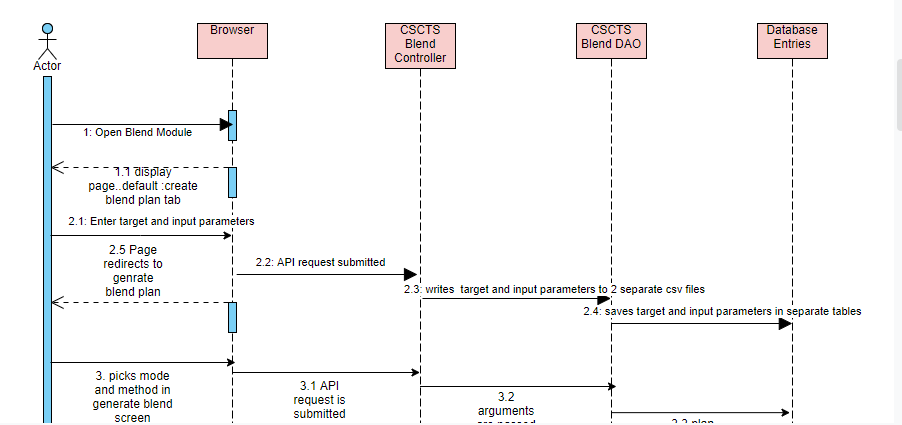 Actor
Browser
CSCTS
Blend
Controller
CSCTS
Blend DAO
Database
Entries
1: Open Blend Module
1.1 display
page..default :create
blend plan tab
2.1: Enter target and input parameters
2.5 Page
redirects to
genrate
blend plan
2.2: API request submitted
2.3: writes  target and input parameters to 2 separate csv files
2.4: saves target and input parameters in separate tables
3. picks mode
and method in
generate blend
screen
3.1 API
request is
submitted
3.2
arguments
are passed
plan